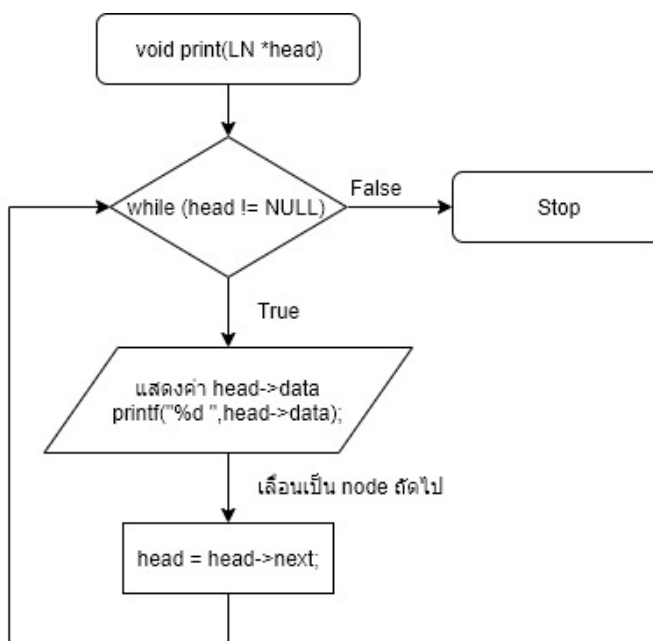 void print(LN *head)
while (head != NULL)
False
Stop
True
แสดงค่า head->data
printf("%d ",head->data);
เลื่อนเป็น node ถัดไป
head = head->next;